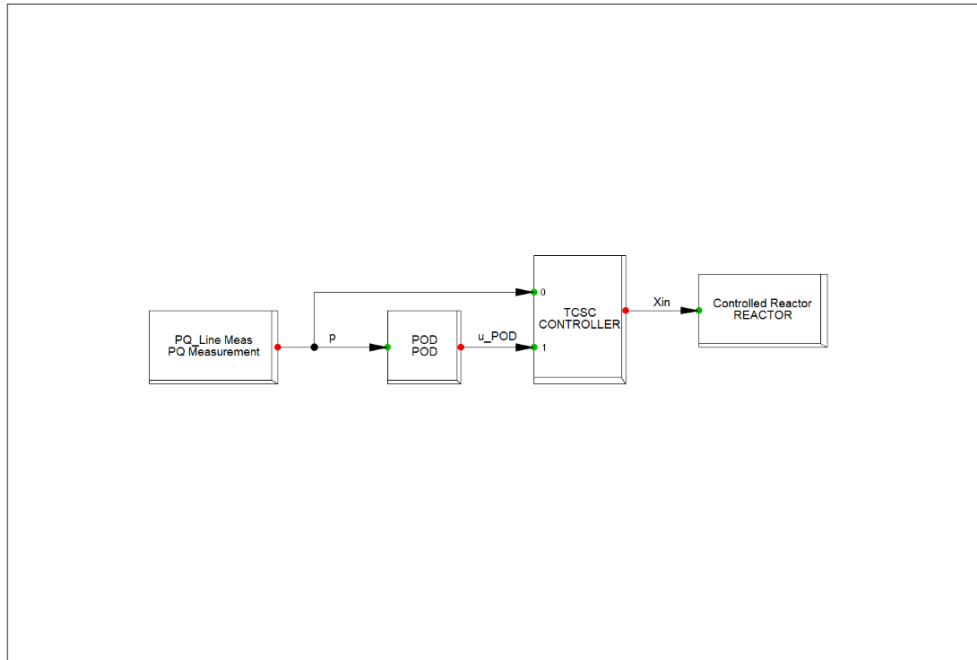 PQ_Line Meas
PQ Measurement
p
POD
POD
u_POD
0
1
TCSC
CONTROLLER
Xin
Controlled Reactor
REACTOR